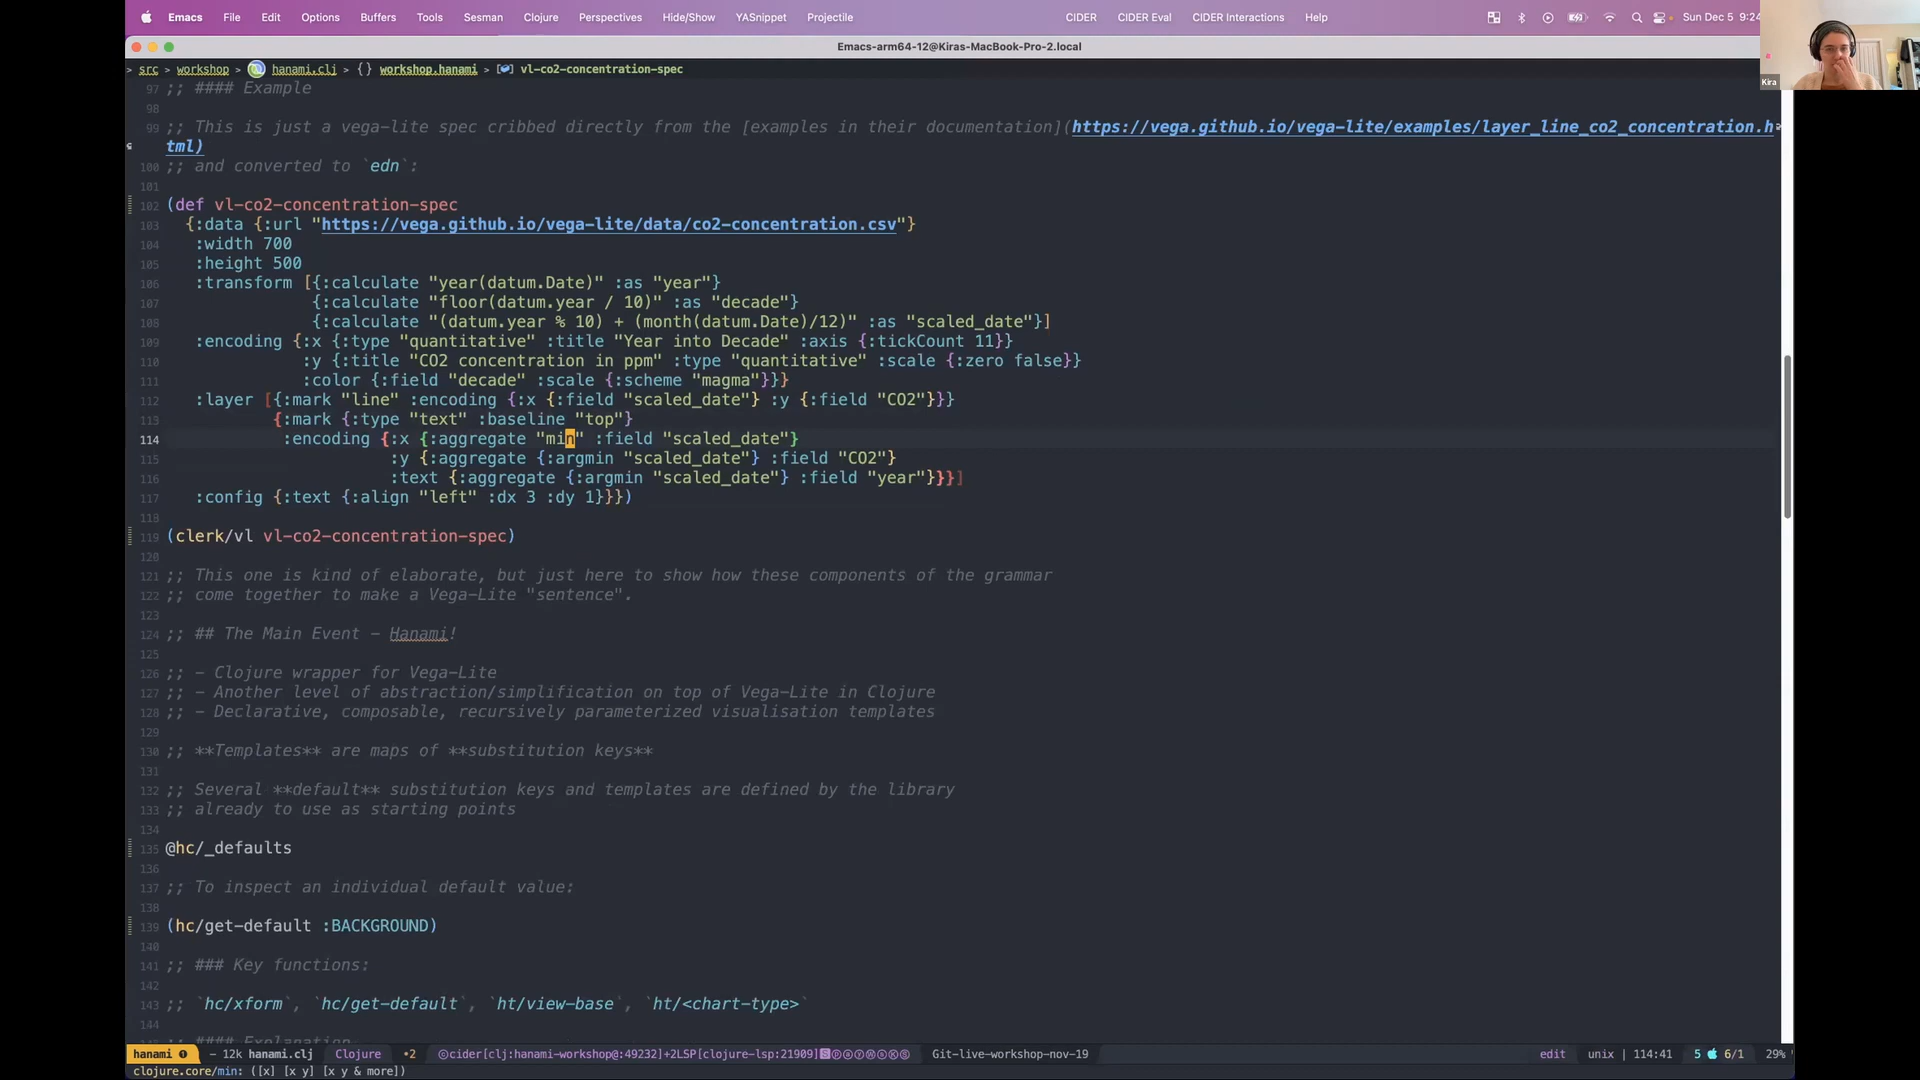 Emacs File Edit Options Buffers Tools Sesman Clojure Perspectives Hide/Show YASnippet Projectile CIDER CIDER Eval CIDER Interactions Help Sun Dec 5 9:24
Emacs-arm64-12@Kiras-MacBook-Pro-2.local
Kira
> src > workshop > hanami.clj > {} workshop.hanami > vl-co2-concentration-spec
97 ;; #### Example
98
99 ;; This is just a vega-lite spec cribbed directly from the [examples in their documentation](https://vega.github.io/vega-lite/examples/layer_line_co2_concentration.h
tml)
100 ;; and converted to `edn`:
101
102 (def vl-co2-concentration-spec
103 {:data {:url "https://vega.github.io/vega-lite/data/co2-concentration.csv"}
104 :width 700
105 :height 500
106 :transform [{:calculate "year(datum.Date)" :as "year"}
107 {:calculate "floor(datum.year / 10)" :as "decade"}
108 {:calculate "(datum.year % 10) + (month(datum.Date)/12)" :as "scaled_date"}]
109 :encoding {:x {:type "quantitative" :title "Year into Decade" :axis {:tickCount 11}}
110 :y {:title "CO2 concentration in ppm" :type "quantitative" :scale {:zero false}}
111 :color {:field "decade" :scale {:scheme "magma"}}}
112 :layer [{:mark "line" :encoding {:x {:field "scaled_date"} :y {:field "CO2"}}}
113 {:mark {:type "text" :baseline "top"}
114 :encoding {:x {:aggregate "min" :field "scaled_date"}
115 :y {:aggregate {:argmin "scaled_date"} :field "CO2"}
116 :text {:aggregate {:argmin "scaled_date"} :field "year"}}}]
117 :config {:text {:align "left" :dx 3 :dy 1}}})
118
119 (clerk/vl vl-co2-concentration-spec)
120
121 ;; This one is kind of elaborate, but just here to show how these components of the grammar
122 ;; come together to make a Vega-Lite "sentence".
123
124 ;; ## The Main Event - Hanami!
125
126 ;; - Clojure wrapper for Vega-Lite
127 ;; - Another level of abstraction/simplification on top of Vega-Lite in Clojure
128 ;; - Declarative, composable, recursively parameterized visualisation templates
129
130 ;; **Templates** are maps of **substitution keys**
131
132 ;; Several **default** substitution keys and templates are defined by the library
133 ;; already to use as starting points
134
135 @hc/_defaults
136
137 ;; To inspect an individual default value:
138
139 (hc/get-default :BACKGROUND)
140
141 ;; ### Key functions:
142
143 ;; `hc/xform`, `hc/get-default`, `ht/view-base`, `ht/<chart-type>`
144
;; #### Explanation
hanami - 12k hanami.clj Clojure •2 cider[clj:hanami-workshop@:49232]+2LSP[clojure-lsp:21909] Git-live-workshop-nov-19 edit unix | 114:41 5 6/1 29%
clojure.core/min: ([x] [x y] [x y & more])